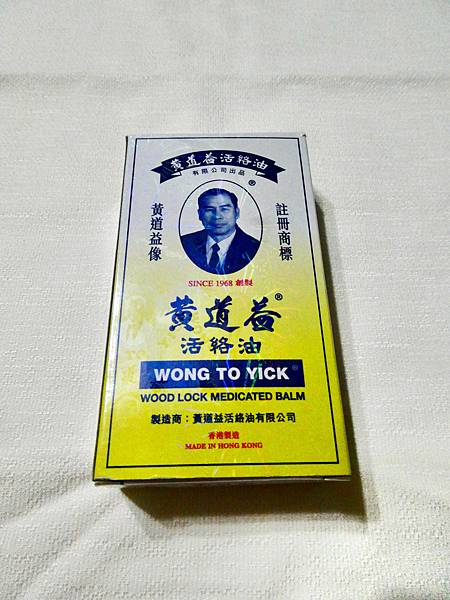 黃道益活絡油
有限公司出品
®
黃道益像
註冊商標
SINCE 1968 創製
黃道益®
活絡油
WONG TO YICK®
WOOD LOCK MEDICATED BALM
製造商：黃道益活絡油有限公司
香港製造
MADE IN HONG KONG